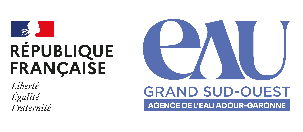 RÉPUBLIQUE
FRANÇAISE
Liberté
Égalité
Fraternité
eAU
GRAND SUD-OUEST
AGENCE DE L'EAU ADOUR-GARONNE